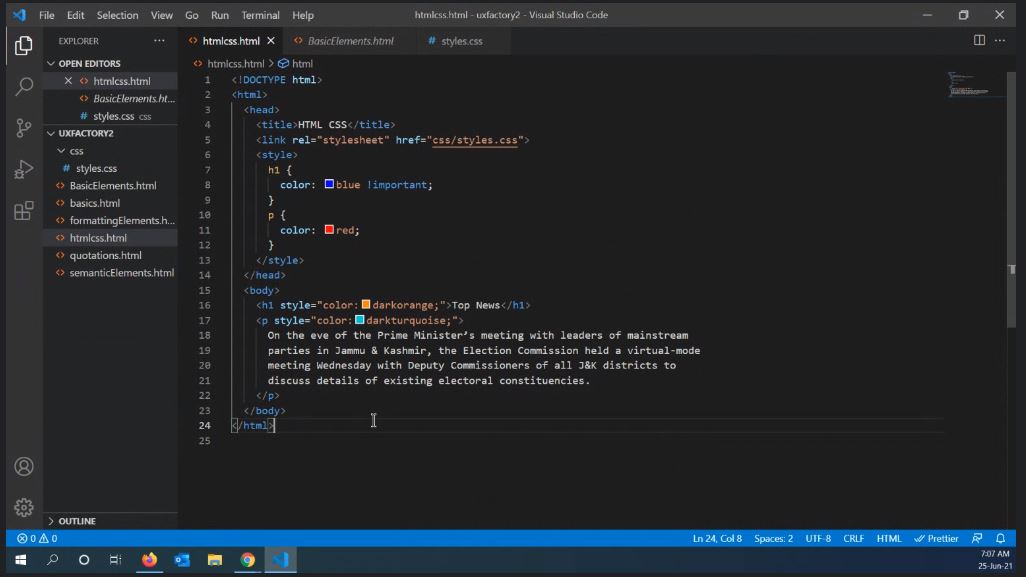 File Edit Selection View Go Run Terminal Help htmlcss.html - uxfactory2 - Visual Studio Code
EXPLORER ...
htmlcss.html BasicElements.html styles.css ...
htmlcss.html > html
OPEN EDITORS
htmlcss.html
BasicElements.ht...
styles.css css
UXFACTORY2
css
styles.css
BasicElements.html
basics.html
formattingElements.h...
htmlcss.html
quotations.html
semanticElements.html
OUTLINE
1 <!DOCTYPE html>
2 <html>
3 <head>
4 <title>HTML CSS</title>
5 <link rel="stylesheet" href="css/styles.css">
6 <style>
7 h1 {
8 color: blue !important;
9 }
10 p {
11 color: red;
12 }
13 </style>
14 </head>
15 <body>
16 <h1 style="color: darkorange;">Top News</h1>
17 <p style="color: darkturquoise;">
18 On the eve of the Prime Minister’s meeting with leaders of mainstream
19 parties in Jammu & Kashmir, the Election Commission held a virtual-mode
20 meeting Wednesday with Deputy Commissioners of all J&K districts to
21 discuss details of existing electoral constituencies.
22 </p>
23 </body>
24 </html>
25
0 0 Ln 24, Col 8 Spaces: 2 UTF-8 CRLF HTML Prettier
7:07 AM
25-Jun-21